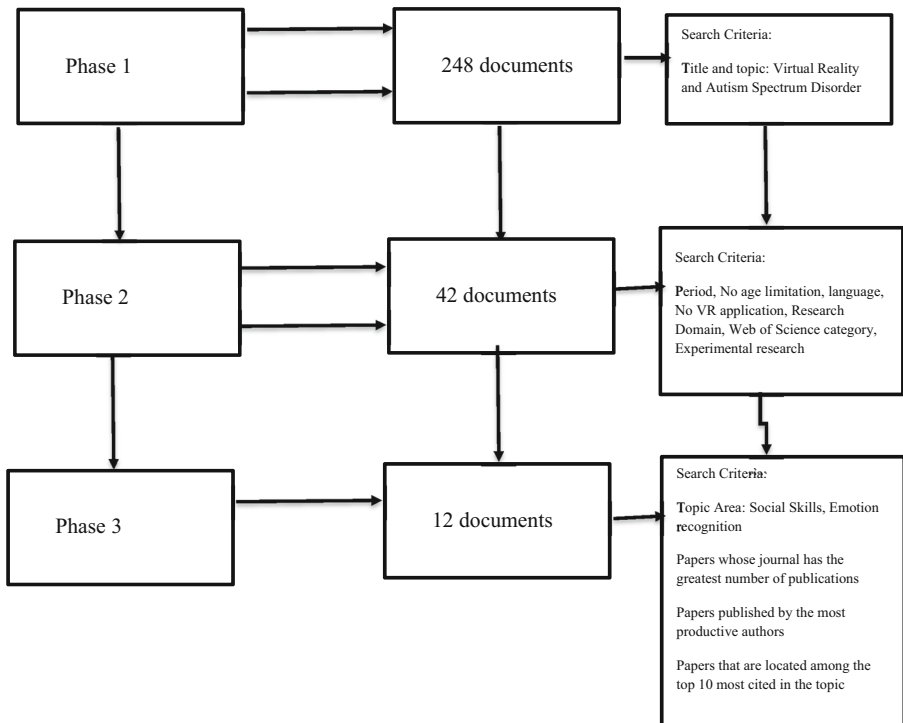 Phase 1
248 documents
Search Criteria:
Title and topic: Virtual Reality
and Autism Spectrum Disorder
Phase 2
42 documents
Search Criteria:
Period, No age limitation, language,
No VR application, Research
Domain, Web of Science category,
Experimental research
Phase 3
12 documents
Search Criteria:
Topic Area: Social Skills, Emotion
recognition
Papers whose journal has the
greatest number of publications
Papers published by the most
productive authors
Papers that are located among the
top 10 most cited in the topic